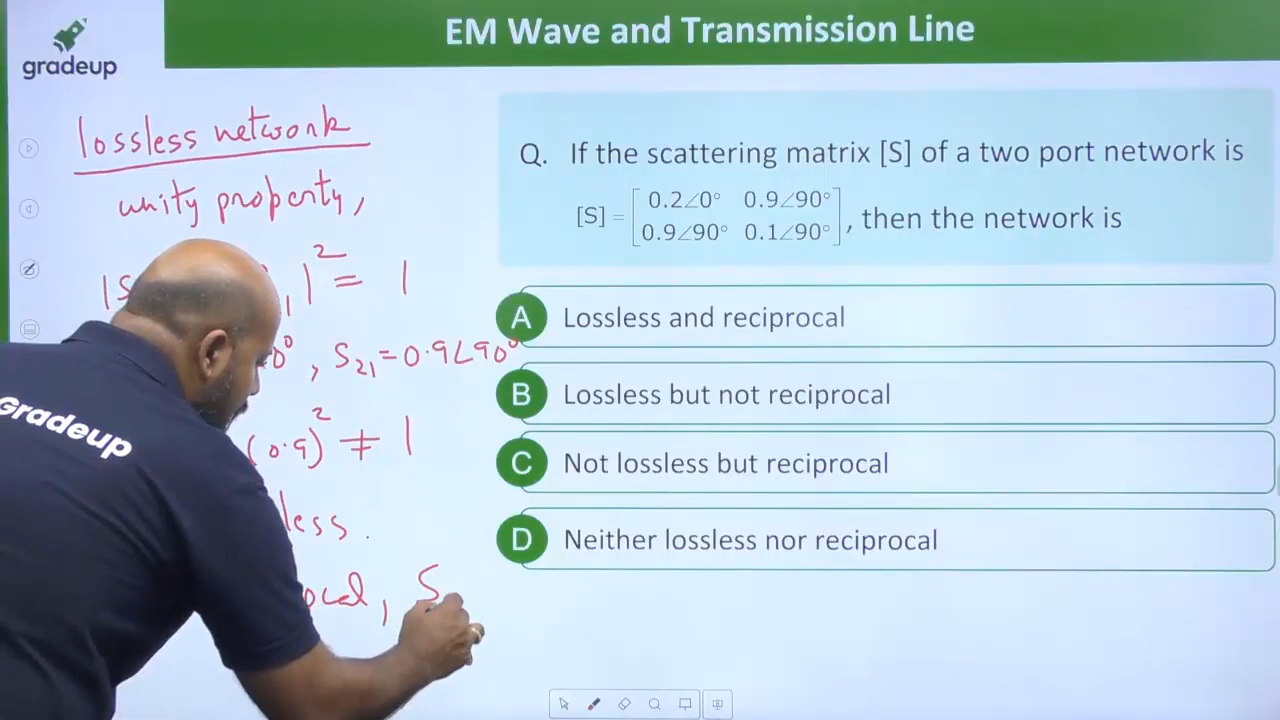 EM Wave and Transmission Line
gradeup
lossless network
unity property,
|S 1|² = 1
0°, S21=0.9∠90°
(0.9)² ≠ 1
less.
ocal, S
Gradeup
Q. If the scattering matrix [S] of a two port network is
[S] = [0.2∠0° 0.9∠90°
0.9∠90° 0.1∠90°], then the network is
A Lossless and reciprocal
B Lossless but not reciprocal
C Not lossless but reciprocal
D Neither lossless nor reciprocal